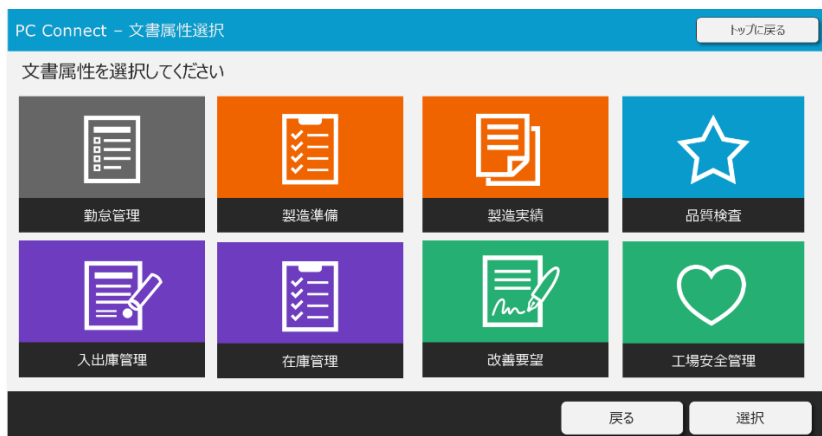 PC Connect – 文書属性選択
トップに戻る
文書属性を選択してください
勤怠管理
製造準備
製造実績
品質検査
入出庫管理
在庫管理
改善要望
工場安全管理
戻る
選択